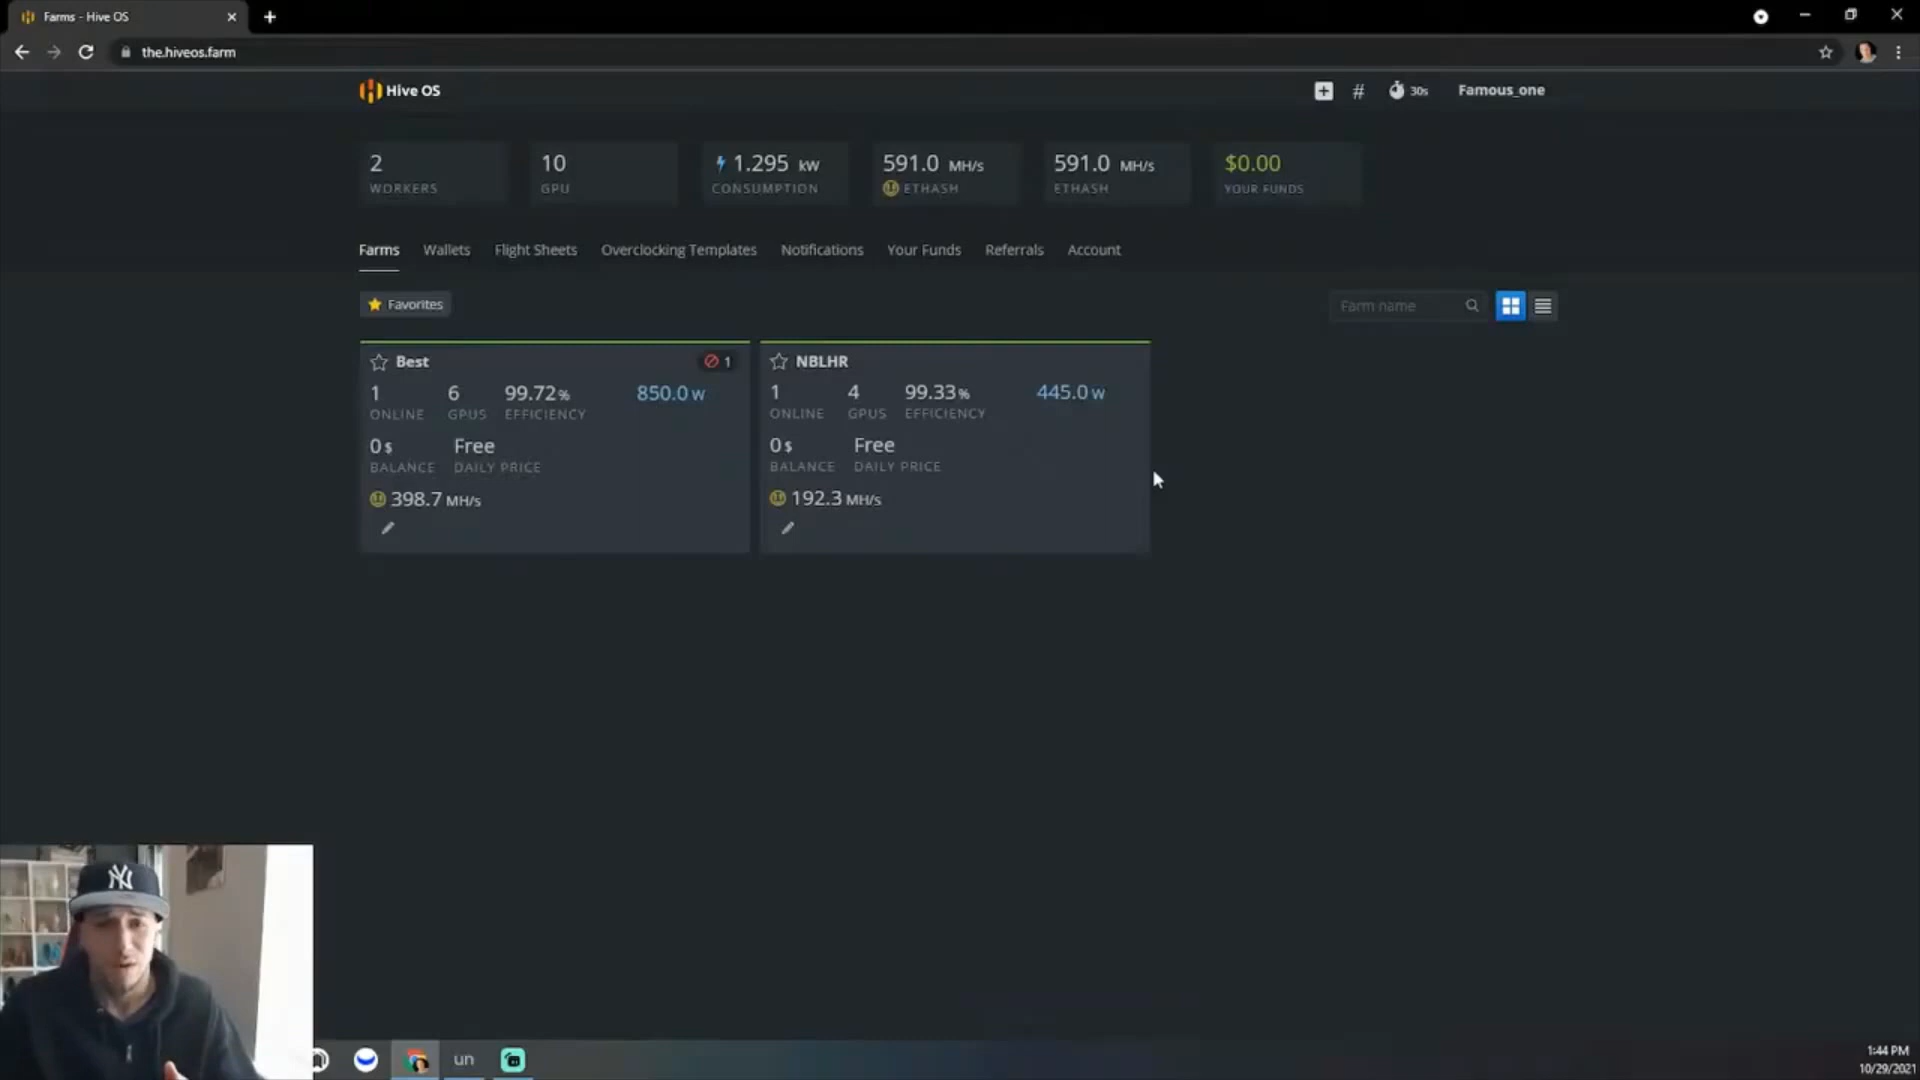 Farms - Hive OS
the.hiveos.farm
Hive OS
# 30s Famous_one
2
WORKERS
10
GPU
1.295 kW
CONSUMPTION
591.0 MH/s
ETHASH
591.0 MH/s
ETHASH
$0.00
YOUR FUNDS
Farms Wallets Flight Sheets Overclocking Templates Notifications Your Funds Referrals Account
Favorites
Farm name
Best 1
1 6 99.72% 850.0 W
ONLINE GPUS EFFICIENCY
0 $ Free
BALANCE DAILY PRICE
398.7 MH/s
NBLHR
1 4 99.33% 445.0 W
ONLINE GPUS EFFICIENCY
0 $ Free
BALANCE DAILY PRICE
192.3 MH/s
NY
un
1:44 PM
10/29/2021